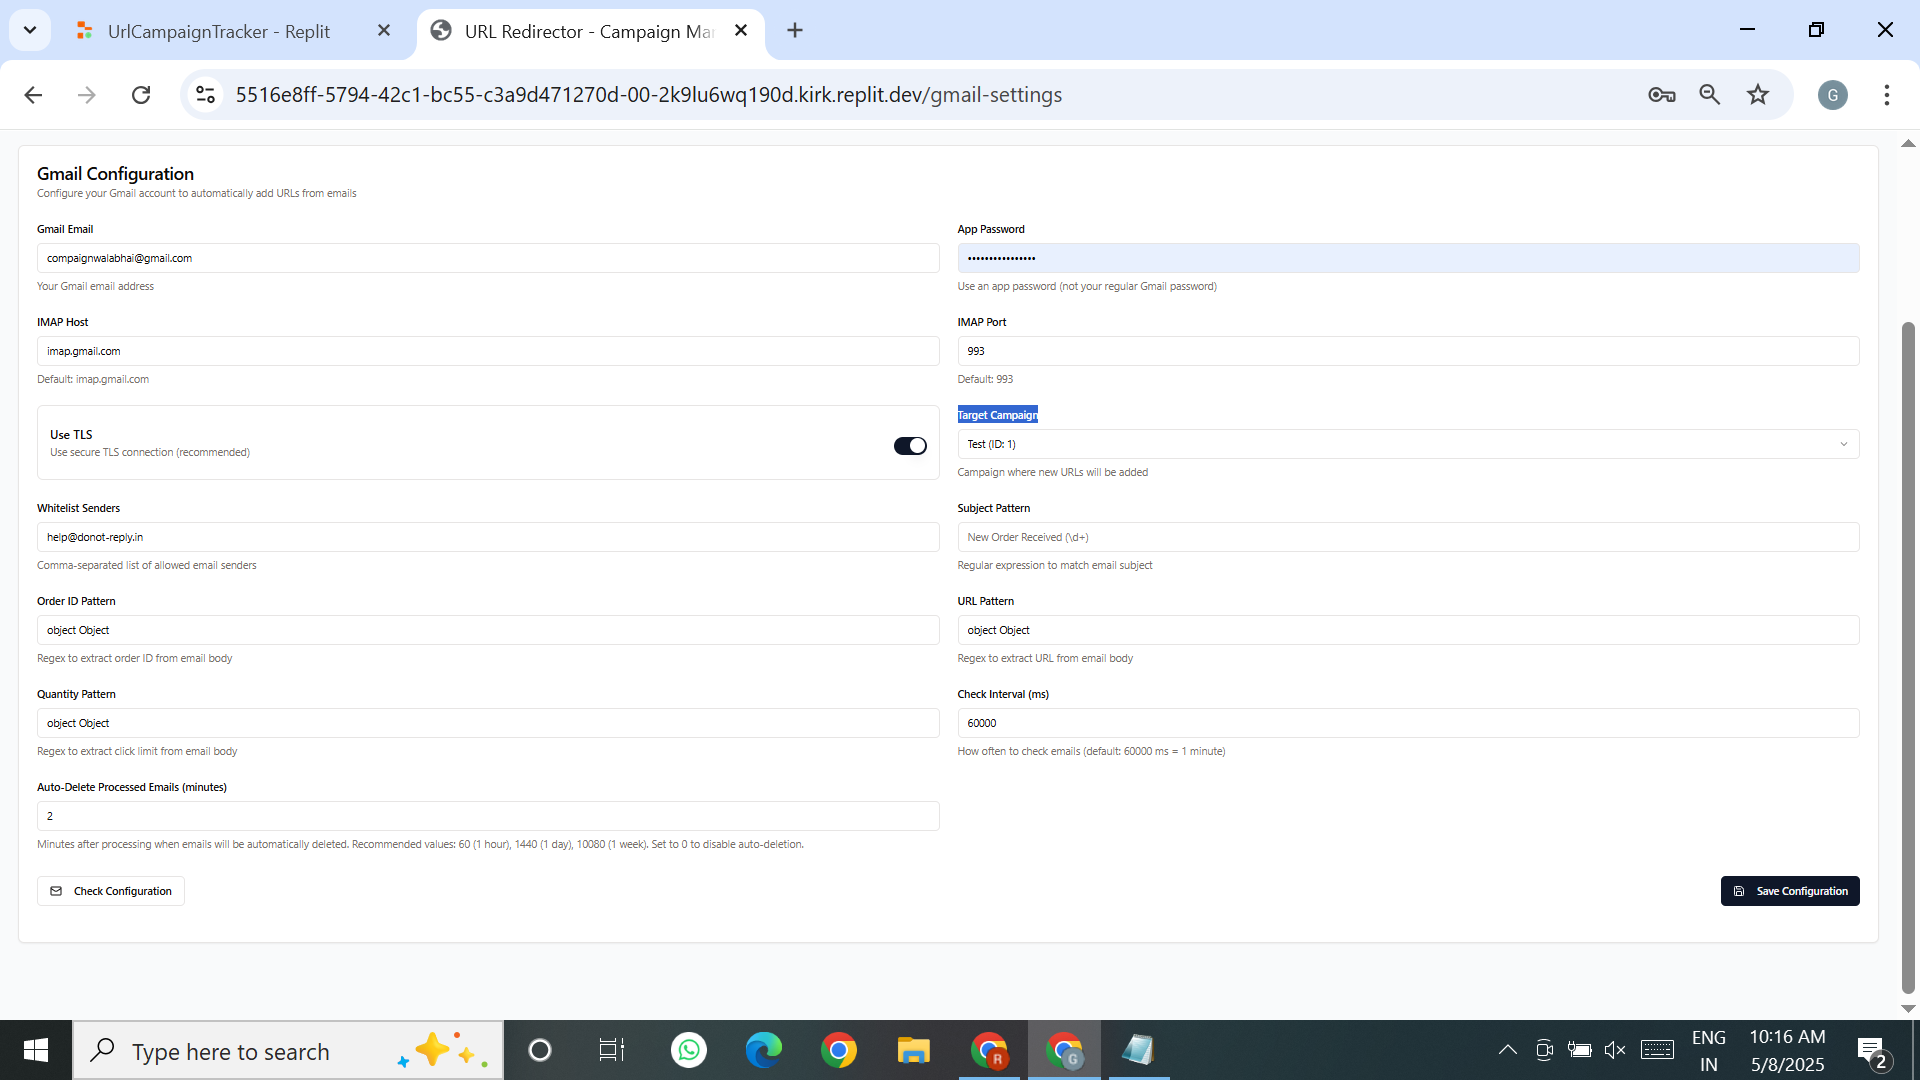 UrlCampaignTracker - Replit
URL Redirector - Campaign Ma
5516e8ff-5794-42c1-bc55-c3a9d471270d-00-2k9lu6wq190d.kirk.replit.dev/gmail-settings
G
Gmail Configuration
Configure your Gmail account to automatically add URLs from emails
Gmail Email
compaignwalabhai@gmail.com
Your Gmail email address
App Password
••••••••••••••••
Use an app password (not your regular Gmail password)
IMAP Host
imap.gmail.com
Default: imap.gmail.com
IMAP Port
993
Default: 993
Use TLS
Use secure TLS connection (recommended)
Target Campaign
Test (ID: 1)
Campaign where new URLs will be added
Whitelist Senders
help@donot-reply.in
Comma-separated list of allowed email senders
Subject Pattern
New Order Received (\d+)
Regular expression to match email subject
Order ID Pattern
object Object
Regex to extract order ID from email body
URL Pattern
object Object
Regex to extract URL from email body
Quantity Pattern
object Object
Regex to extract click limit from email body
Check Interval (ms)
60000
How often to check emails (default: 60000 ms = 1 minute)
Auto-Delete Processed Emails (minutes)
2
Minutes after processing when emails will be automatically deleted. Recommended values: 60 (1 hour), 1440 (1 day), 10080 (1 week). Set to 0 to disable auto-deletion.
Check Configuration
Save Configuration
Type here to search
R
G
ENG
IN
10:16 AM
5/8/2025
2